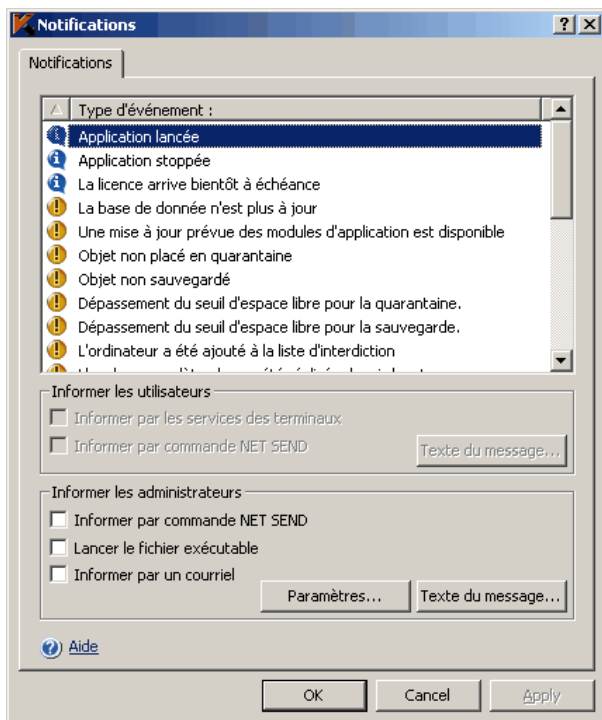 Notifications
Notifications
Type d'événement :
Application lancée
Application stoppée
La licence arrive bientôt à échéance
La base de donnée n'est plus à jour
Une mise à jour prévue des modules d'application est disponible
Objet non placé en quarantaine
Objet non sauvegardé
Dépassement du seuil d'espace libre pour la quarantaine.
Dépassement du seuil d'espace libre pour la sauvegarde.
L'ordinateur a été ajouté à la liste d'interdiction
Informer les utilisateurs
Informer par les services des terminaux
Informer par commande NET SEND
Texte du message...
Informer les administrateurs
Informer par commande NET SEND
Lancer le fichier exécutable
Informer par un courriel
Paramètres... Texte du message...
Aide
OK Cancel Apply